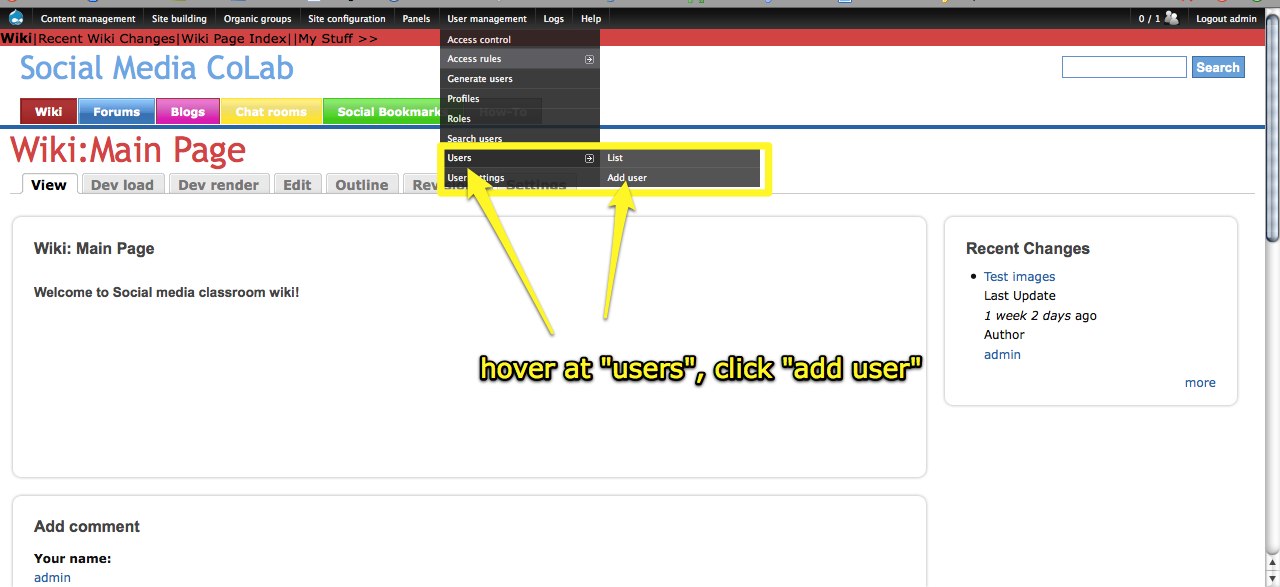 Content management Site building Organic groups Site configuration Panels User management Logs Help 0 / 1 Logout admin
Wiki|Recent Wiki Changes|Wiki Page Index||My Stuff >>
Access control
Access rules
Generate users
Profiles
Roles
Search users
Users
User settings
List
Add user
Social Media CoLab
Search
Wiki Forums Blogs Chat rooms Social Bookmark How-To
Wiki:Main Page
View Dev load Dev render Edit Outline Settings
Wiki: Main Page
Welcome to Social media classroom wiki!
hover at "users", click "add user"
Recent Changes
Test images
Last Update
1 week 2 days ago
Author
admin
more
Add comment
Your name:
admin